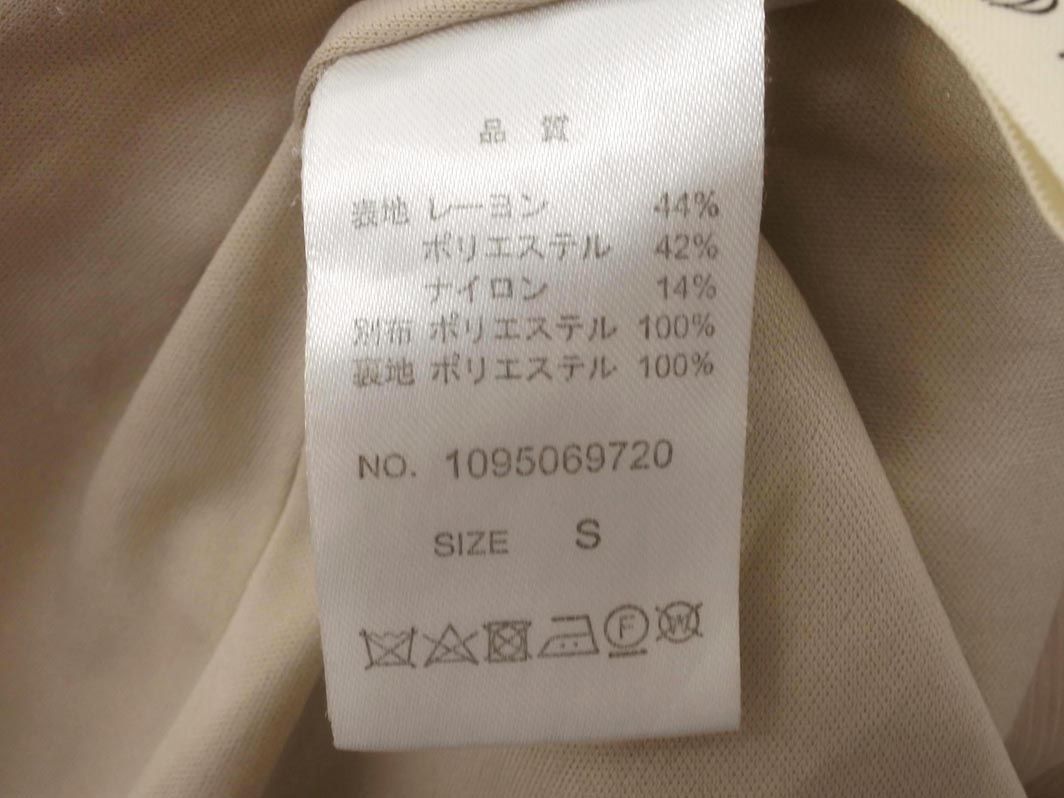 品質
表地 レーヨン 44%
ポリエステル 42%
ナイロン 14%
別布 ポリエステル 100%
裏地 ポリエステル 100%
NO. 1095069720
SIZE S
F W